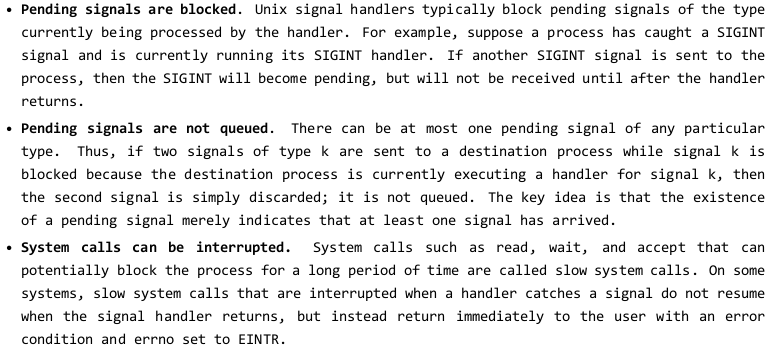 • Pending signals are blocked. Unix signal handlers typically block pending signals of the type
currently being processed by the handler. For example, suppose a process has caught a SIGINT
signal and is currently running its SIGINT handler. If another SIGINT signal is sent to the
process, then the SIGINT will become pending, but will not be received until after the handler
returns.
• Pending signals are not queued. There can be at most one pending signal of any particular
type. Thus, if two signals of type k are sent to a destination process while signal k is
blocked because the destination process is currently executing a handler for signal k, then
the second signal is simply discarded; it is not queued. The key idea is that the existence
of a pending signal merely indicates that at least one signal has arrived.
• System calls can be interrupted. System calls such as read, wait, and accept that can
potentially block the process for a long period of time are called slow system calls. On some
systems, slow system calls that are interrupted when a handler catches a signal do not resume
when the signal handler returns, but instead return immediately to the user with an error
condition and errno set to EINTR.